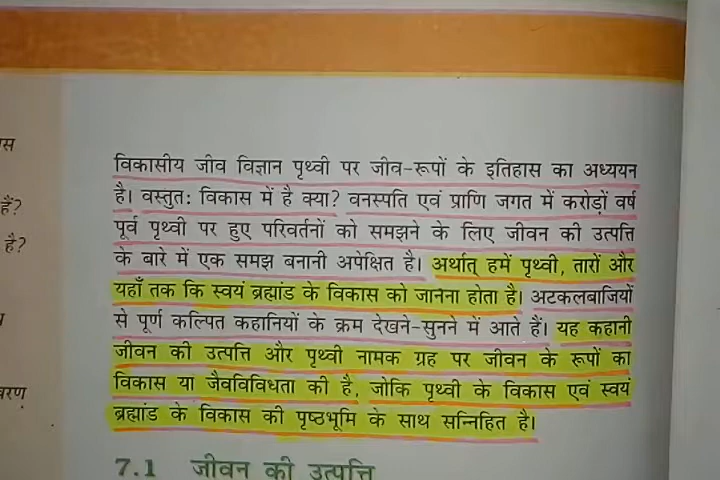 विकासीय जीव विज्ञान पृथ्वी पर जीव-रूपों के इतिहास का अध्ययन
है। वस्तुतः विकास में है क्या? वनस्पति एवं प्राणि जगत में करोड़ों वर्ष
पूर्व पृथ्वी पर हुए परिवर्तनों को समझने के लिए जीवन की उत्पत्ति
के बारे में एक समझ बनानी अपेक्षित है। अर्थात् हमें पृथ्वी, तारों और
यहाँ तक कि स्वयं ब्रह्मांड के विकास को जानना होता है। अटकलबाजियों
से पूर्ण कल्पित कहानियों के क्रम देखने-सुनने में आते हैं। यह कहानी
जीवन की उत्पत्ति और पृथ्वी नामक ग्रह पर जीवन के रूपों का
विकास या जैवविविधता की है, जोकि पृथ्वी के विकास एवं स्वयं
ब्रह्मांड के विकास की पृष्ठभूमि के साथ सन्निहित है।
7.1 जीवन की उत्पत्ति
हैं?
है?